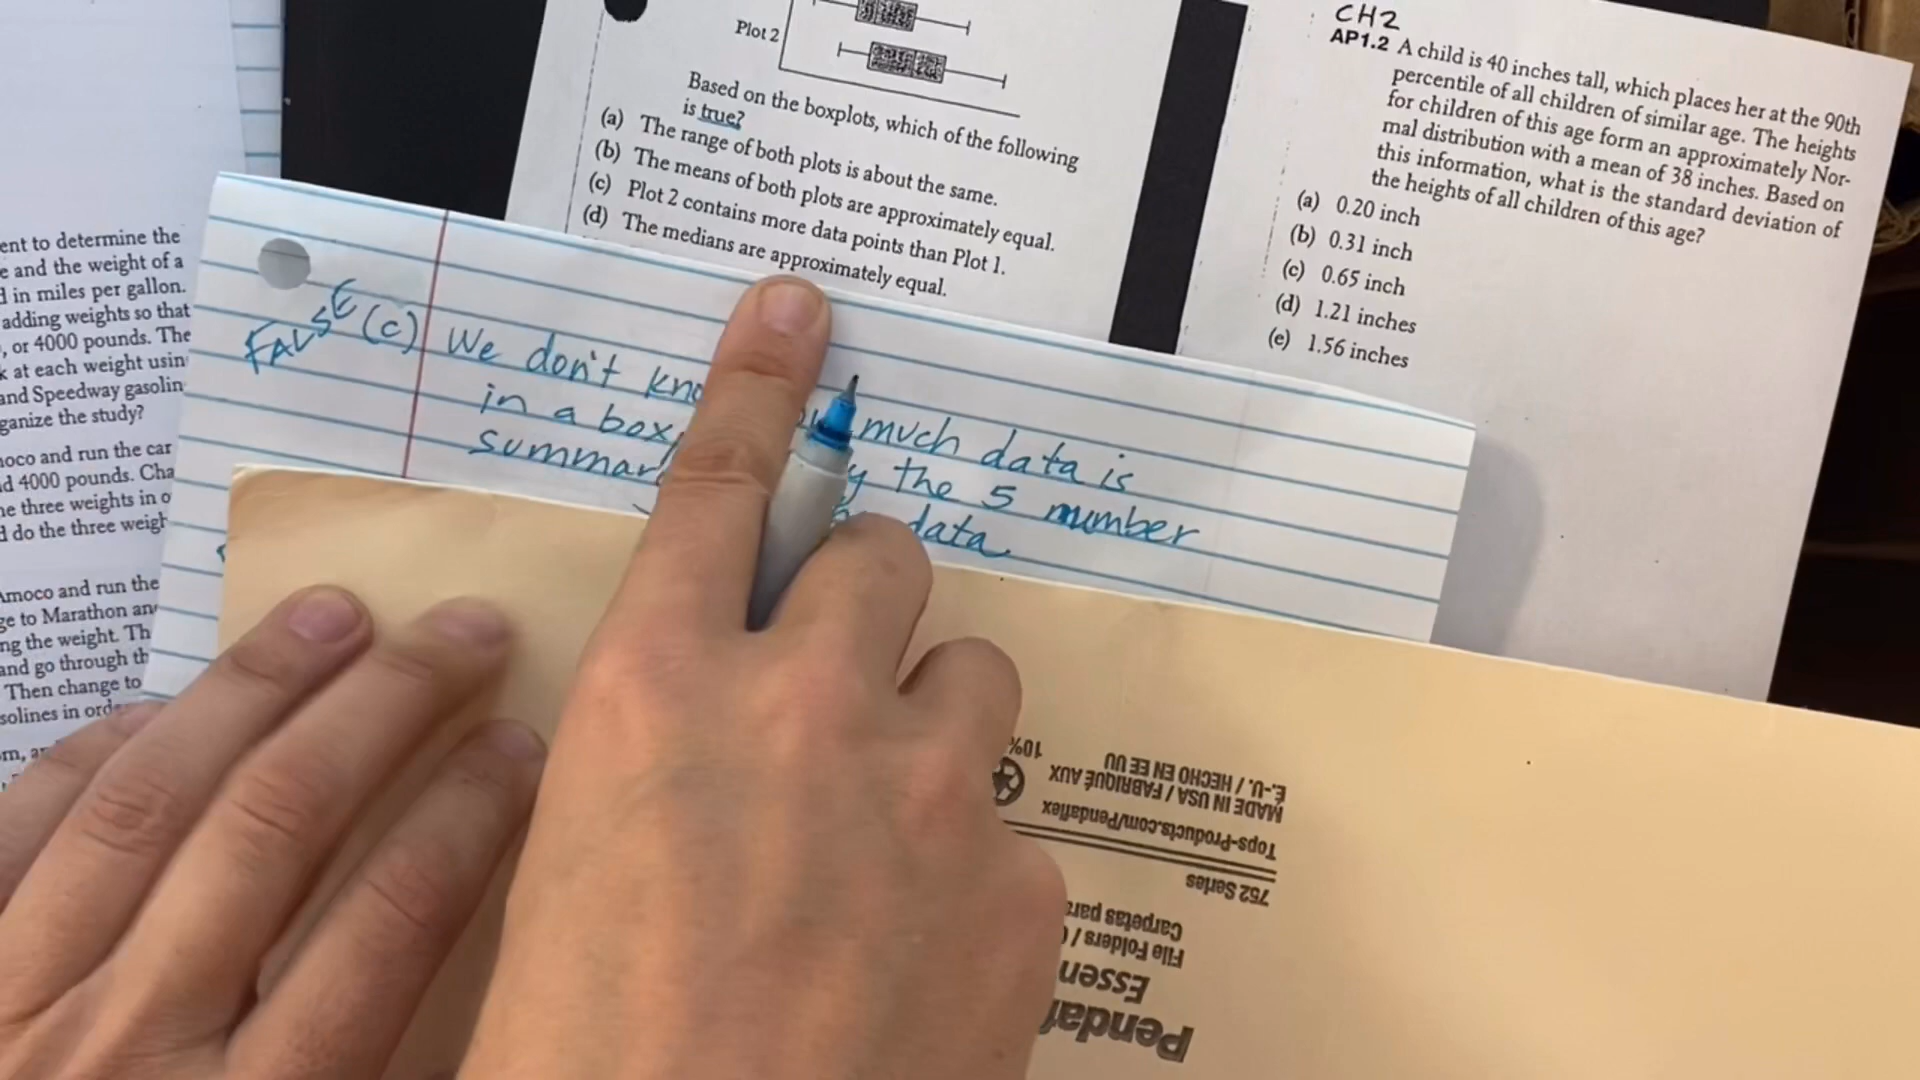 Plot 2
Based on the boxplots, which of the following
is true?
(a) The range of both plots is about the same.
(b) The means of both plots are approximately equal.
(c) Plot 2 contains more data points than Plot 1.
(d) The medians are approximately equal.
CH2
AP1.2 A child is 40 inches tall, which places her at the 90th
percentile of all children of similar age. The heights
for children of this age form an approximately Nor-
mal distribution with a mean of 38 inches. Based on
this information, what is the standard deviation of
the heights of all children of this age?
(a) 0.20 inch
(b) 0.31 inch
(c) 0.65 inch
(d) 1.21 inches
(e) 1.56 inches
ent to determine the
e and the weight of a
d in miles per gallon.
adding weights so that
, or 4000 pounds. The
k at each weight usin
and Speedway gasolin
ganize the study?
oco and run the car
d 4000 pounds. Cha
e three weights in o
d do the three weigh
Amoco and run the
ge to Marathon an
ng the weight. Th
and go through th
Then change to
solines in ord
FALSE (c) We don't much data is
in a box y the 5 number
summar data
10%
É.-U. / HECHO EN EE UU
MADE IN USA / FABRIQUÉ AUX
Tops-Products.com/Pendaflex
752 Series
Carpetas para
File Folders /
Essen
Pendaf